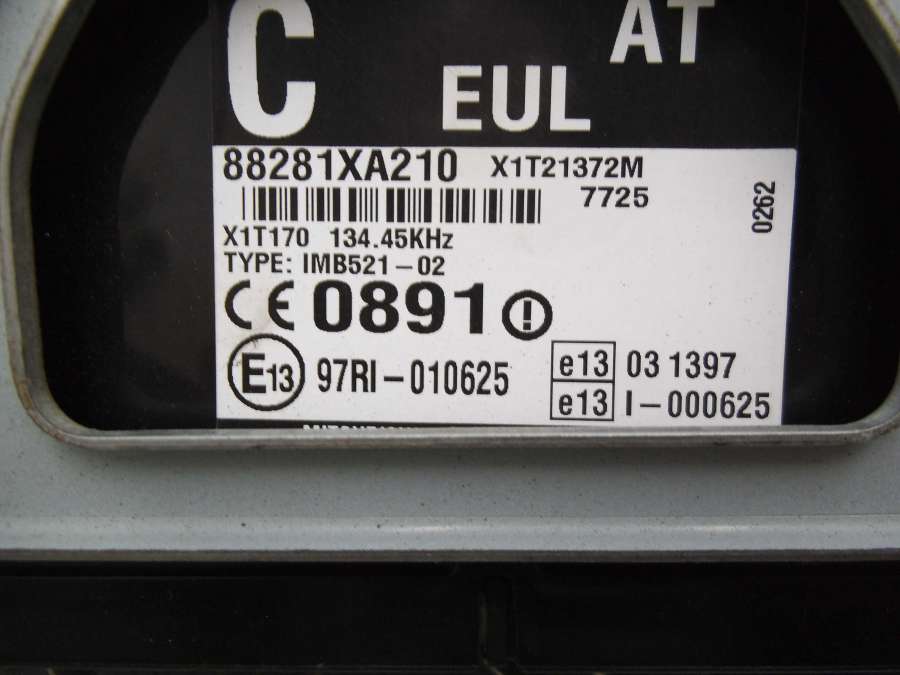 C AT
EUL
88281XA210 X1T21372M
7725
0262
X1T170 134.45KHz
TYPE: IMB521-02
CE 0891
E13 97RI-010625
e13 03 1397
e13 I-000625